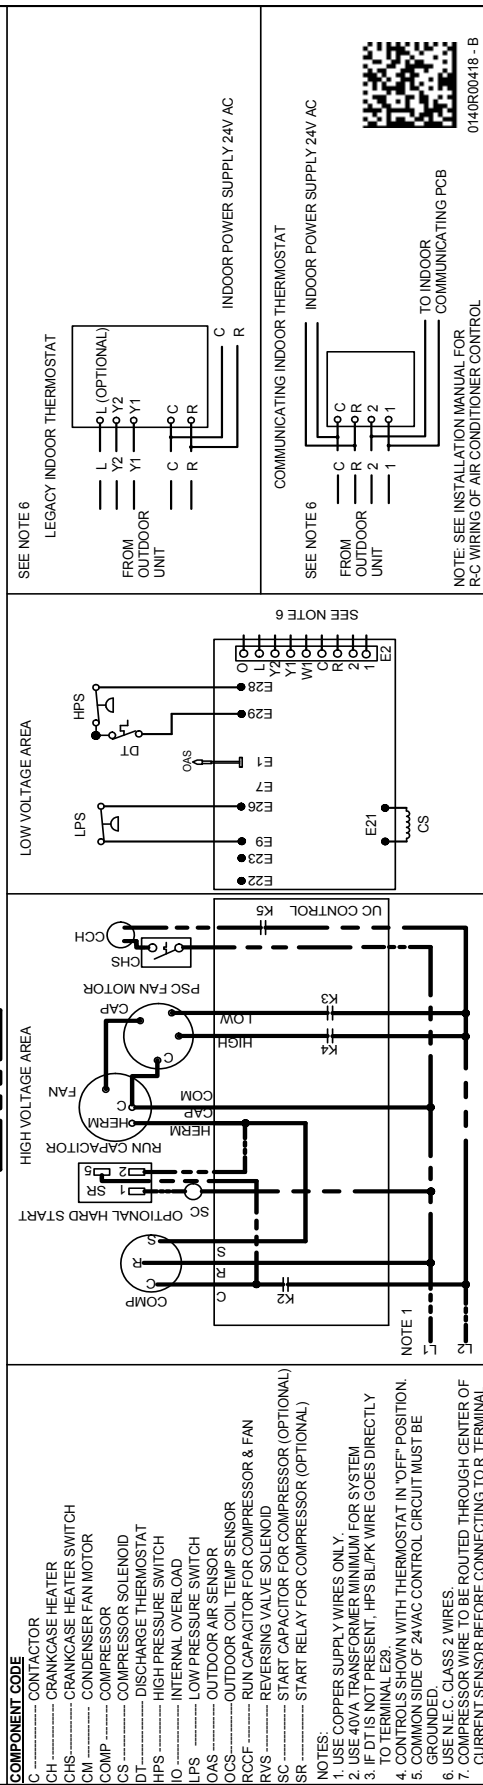 COMPONENT CODE
C ---------- CONTACTOR
CH -------- CRANKCASE HEATER
CHS-------- CRANKCASE HEATER SWITCH
CM -------- CONDENSER FAN MOTOR
COMP ---- COMPRESSOR
CS --------- COMPRESSOR SOLENOID
DT---------- DISCHARGE THERMOSTAT
HPS ------- HIGH PRESSURE SWITCH
IO ---------- INTERNAL OVERLOAD
LPS ------- LOW PRESSURE SWITCH
OAS ------- OUTDOOR AIR SENSOR
OCS-------- OUTDOOR COIL TEMP SENSOR
RCCF ----- RUN CAPACITOR FOR COMPRESSOR & FAN
RVS ------- REVERSING VALVE SOLENOID
SC --------- START CAPACITOR FOR COMPRESSOR (OPTIONAL)
SR --------- START RELAY FOR COMPRESSOR (OPTIONAL)
NOTES:
1. USE COPPER SUPPLY WIRES ONLY.
2. USE 40VA TRANSFORMER MINIMUM FOR SYSTEM
3. IF DT IS NOT PRESENT, HPS BL/PK WIRE GOES DIRECTLY
TO TERMINAL E29.
4. CONTROLS SHOWN WITH THERMOSTAT IN "OFF" POSITION.
5. COMMON SIDE OF 24VAC CONTROL CIRCUIT MUST BE
GROUNDED.
6. USE N.E.C. CLASS 2 WIRES.
7. COMPRESSOR WIRE TO BE ROUTED THROUGH CENTER OF
CURRENT SENSOR BEFORE CONNECTING TO R TERMINAL
HIGH VOLTAGE AREA
COMP
C
R
S
OPTIONAL HARD START
SR
1
2
5
SC
RUN CAPACITOR
HERM
C
FAN
PSC FAN MOTOR
CAP
C
CHS
CCH
C
R
S
HERM
CAP
COM
HIGH
LOW
K2
K4
K3
K5
UC CONTROL
NOTE 1
L1
L2
LOW VOLTAGE AREA
LPS
HPS
DT
OAS
E22
E23
E9
E26
E7
E1
E29
E28
E21
CS
O
L
Y2
Y1
W1
C
R
2
1
E2
SEE NOTE 6
SEE NOTE 6
LEGACY INDOOR THERMOSTAT
L
L (OPTIONAL)
Y2
Y2
Y1
Y1
C
C
R
R
FROM
OUTDOOR
UNIT
C
R
INDOOR POWER SUPPLY 24V AC
COMMUNICATING INDOOR THERMOSTAT
SEE NOTE 6
INDOOR POWER SUPPLY 24V AC
C
C
R
R
2
2
1
1
FROM
OUTDOOR
UNIT
TO INDOOR
COMMUNICATING PCB
NOTE: SEE INSTALLATION MANUAL FOR
R-C WIRING OF AIR CONDITIONER CONTROL
0140R00418 - B